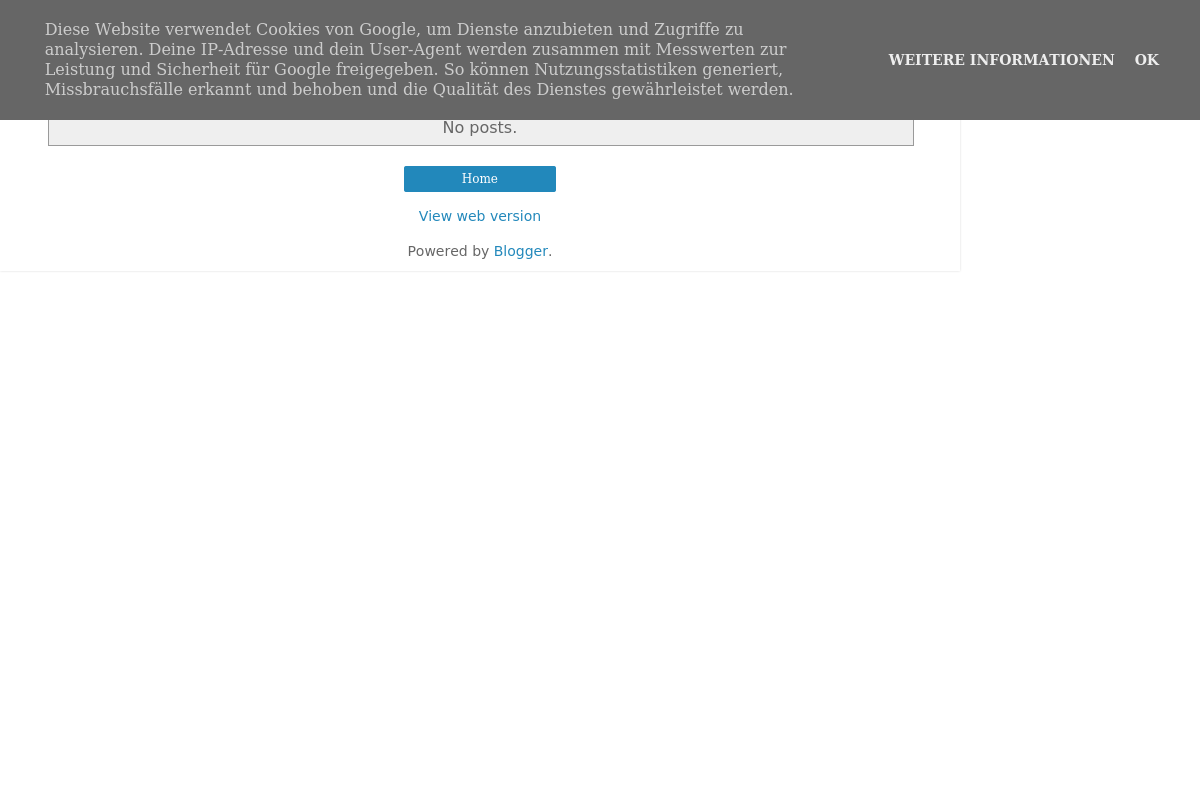 Diese Website verwendet Cookies von Google, um Dienste anzubieten und Zugriffe zu
analysieren. Deine IP-Adresse und dein User-Agent werden zusammen mit Messwerten zur
Leistung und Sicherheit für Google freigegeben. So können Nutzungsstatistiken generiert,
Missbrauchsfälle erkannt und behoben und die Qualität des Dienstes gewährleistet werden.
WEITERE INFORMATIONEN OK
No posts.
Home
View web version
Powered by Blogger.